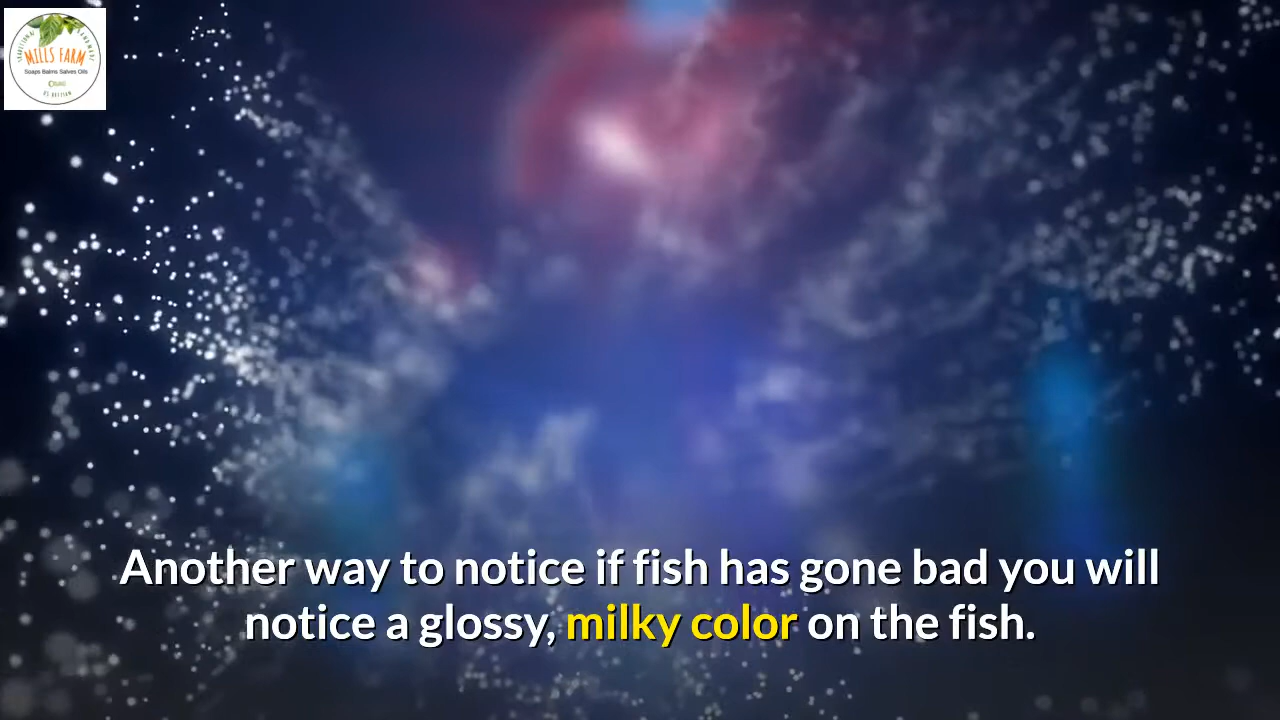 MILLS FARM
Soaps Balms Salves Oils
Another way to notice if fish has gone bad you will
notice a glossy, milky color on the fish.